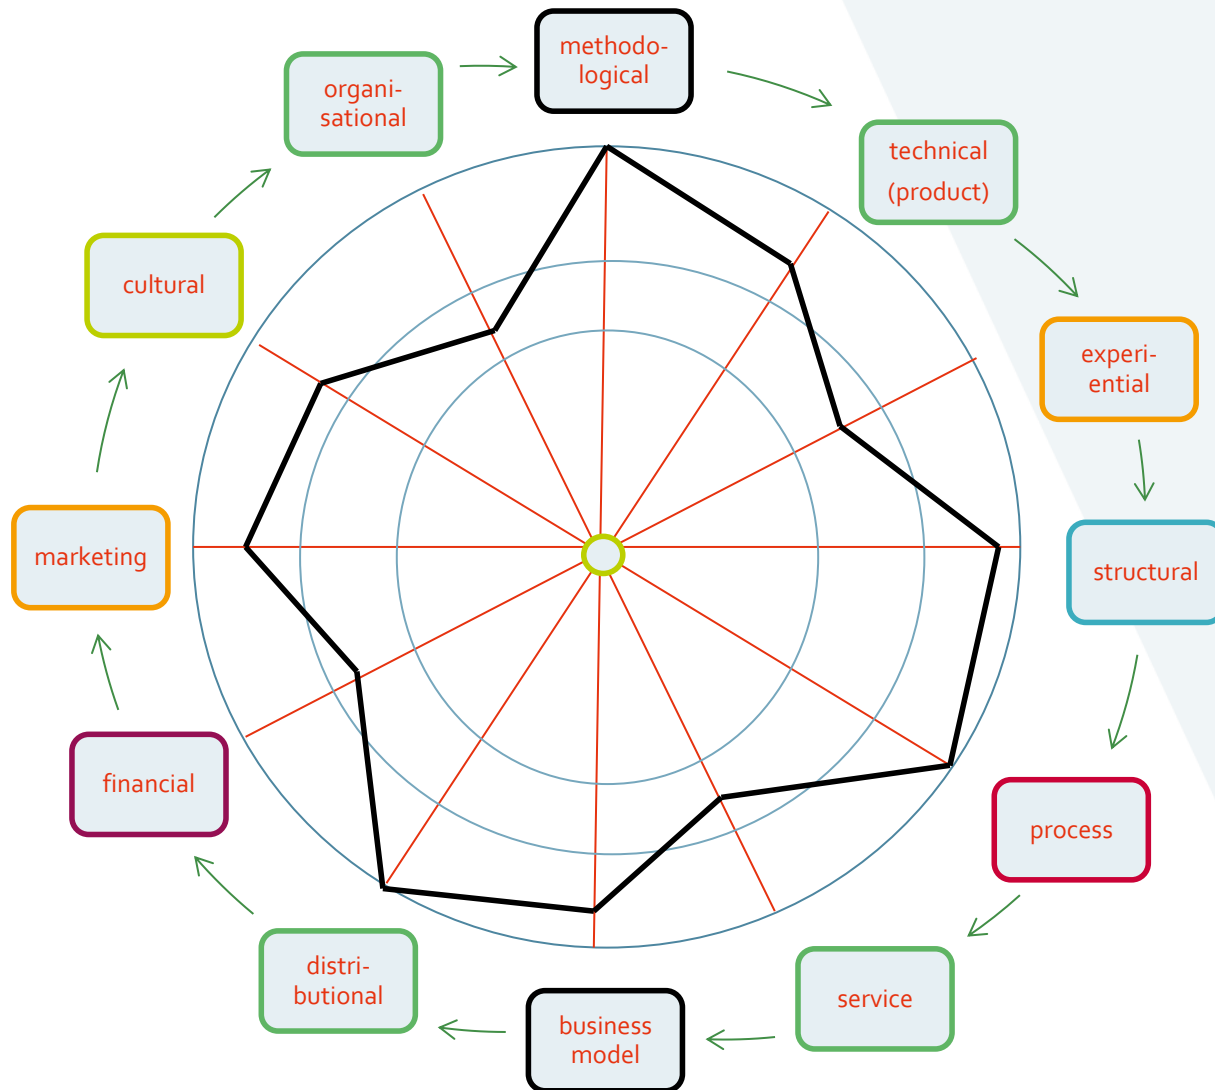 methodo-
logical
organi-
sational
technical
(product)
cultural
experi-
ential
marketing
structural
financial
process
distri-
butional
service
business
model